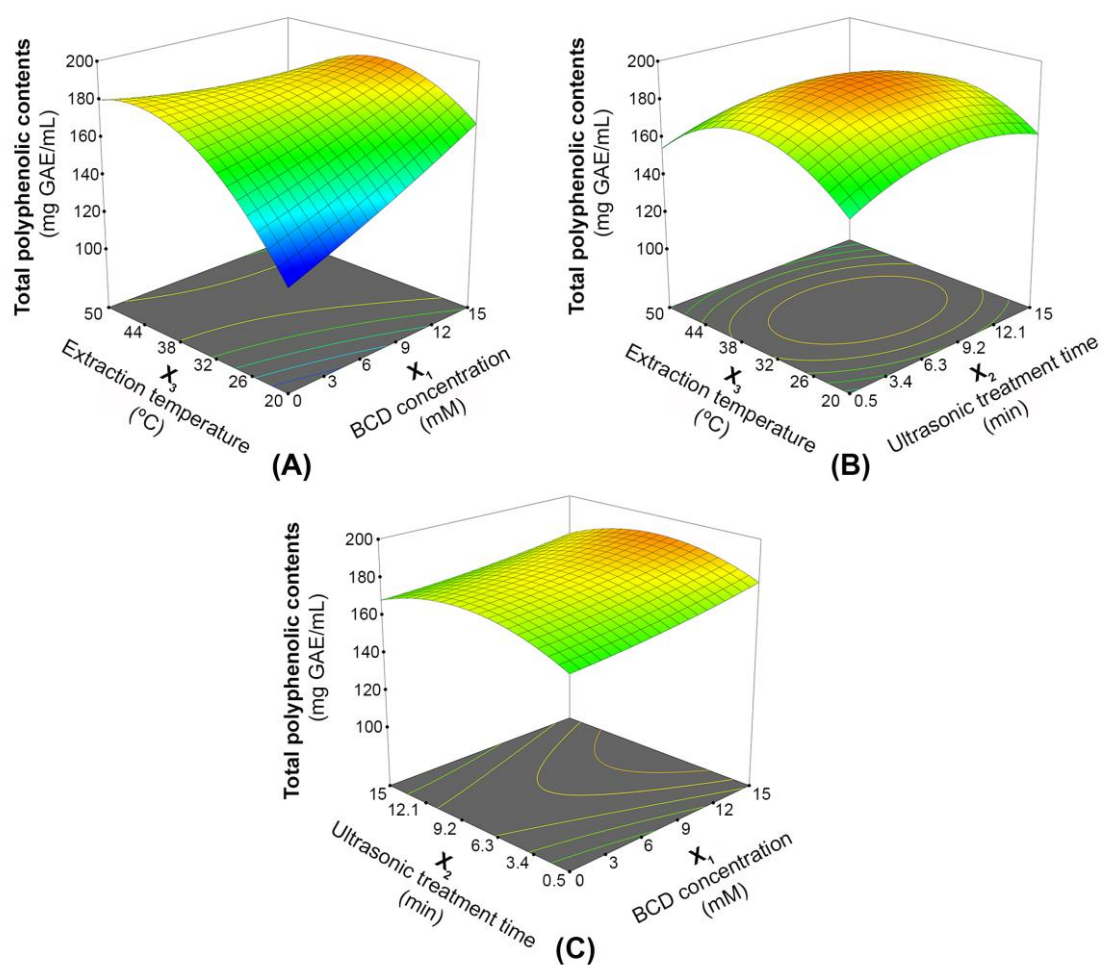 Total polyphenolic contents
(mg GAE/mL)
200
180
160
140
120
100
50
44
38
32
26
20
0
3
6
9
12
15
X₃
Extraction temperature
(ºC)
X₁
BCD concentration
(mM)
(A)
Total polyphenolic contents
(mg GAE/mL)
200
180
160
140
120
100
50
44
38
32
26
20
0.5
3.4
6.3
9.2
12.1
15
X₃
Extraction temperature
(ºC)
X₂
Ultrasonic treatment time
(min)
(B)
Total polyphenolic contents
(mg GAE/mL)
200
180
160
140
120
100
15
12.1
9.2
6.3
3.4
0.5
0
3
6
9
12
15
X₂
Ultrasonic treatment time
(min)
X₁
BCD concentration
(mM)
(C)